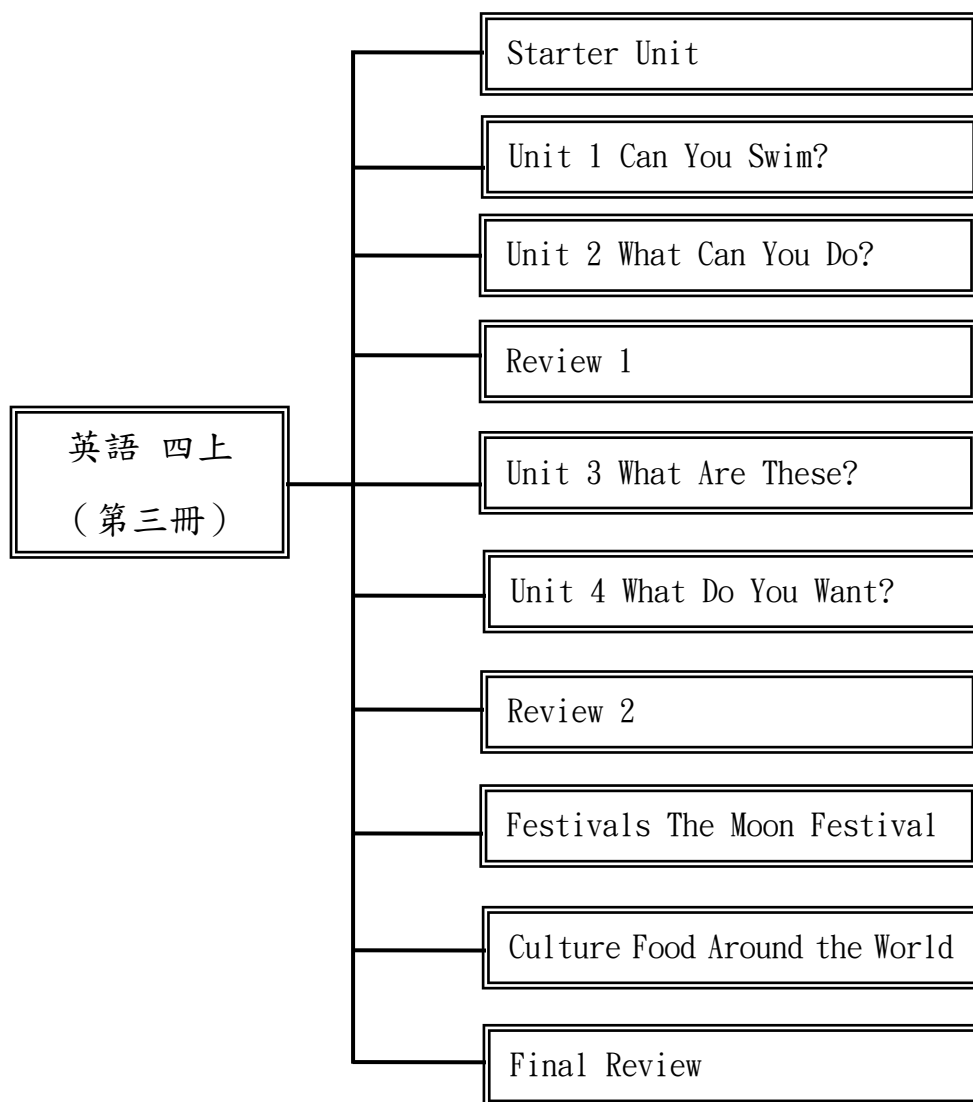 英語 四上
（第三冊）
Starter Unit
Unit 1 Can You Swim?
Unit 2 What Can You Do?
Review 1
Unit 3 What Are These?
Unit 4 What Do You Want?
Review 2
Festivals The Moon Festival
Culture Food Around the World
Final Review